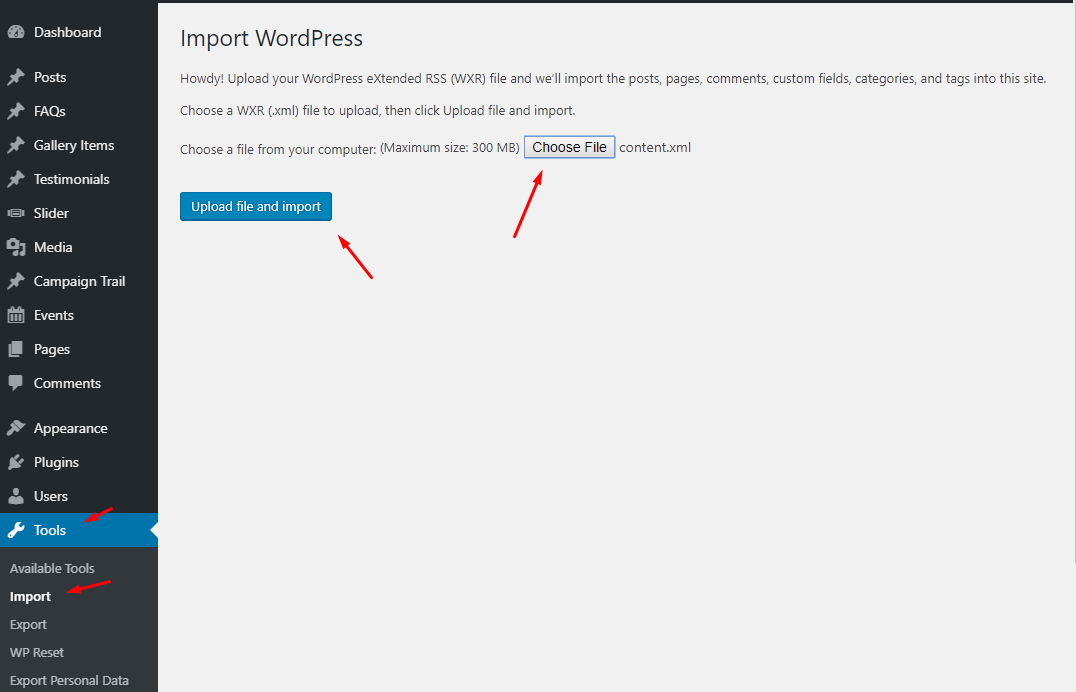 Dashboard
Posts
FAQs
Gallery Items
Testimonials
Slider
Media
Campaign Trail
Events
Pages
Comments
Appearance
Plugins
Users
Tools
Available Tools
Import
Export
WP Reset
Export Personal Data
Import WordPress
Howdy! Upload your WordPress eXtended RSS (WXR) file and we’ll import the posts, pages, comments, custom fields, categories, and tags into this site.
Choose a WXR (.xml) file to upload, then click Upload file and import.
Choose a file from your computer: (Maximum size: 300 MB) Choose File content.xml
Upload file and import